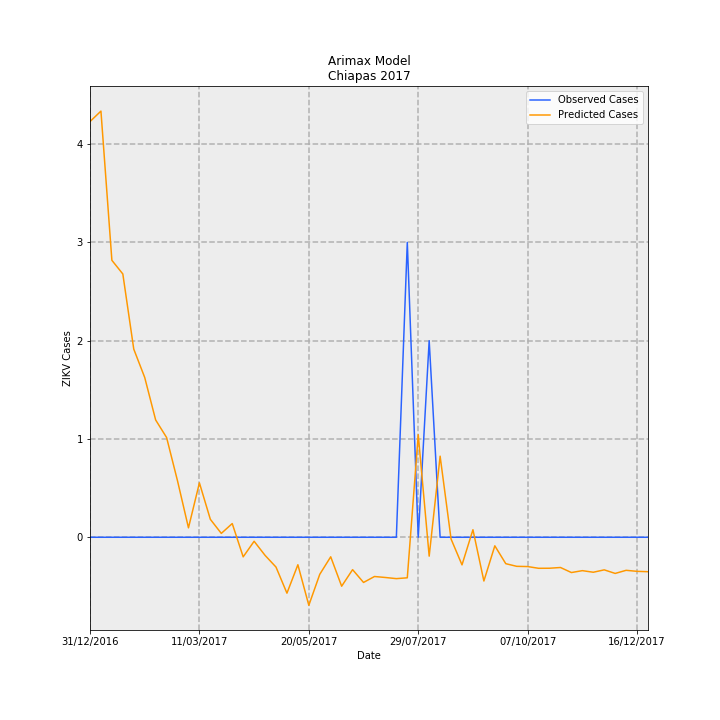 Arimax Model
Chiapas 2017
Observed Cases
Predicted Cases
ZIKV Cases
4
3
2
1
0
31/12/2016 11/03/2017 20/05/2017 29/07/2017 07/10/2017 16/12/2017
Date